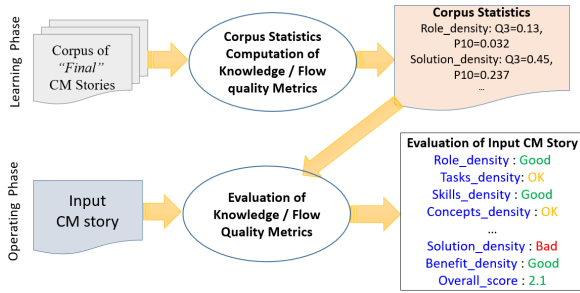 Learning Phase
Corpus of
"Final"
CM Stories
Corpus Statistics
Computation of
Knowledge / Flow
quality Metrics
Corpus Statistics
Role_density: Q3=0.13,
P10=0.032
Solution_density: Q3=0.45,
P10=0.237
...
Operating Phase
Input
CM story
Evaluation of
Knowledge / Flow
Quality Metrics
Evaluation of Input CM Story
Role_density : Good
Tasks_density: OK
Skills_density : Good
Concepts_density : OK
...
Solution_density : Bad
Benefit_density : Good
Overall_score : 2.1